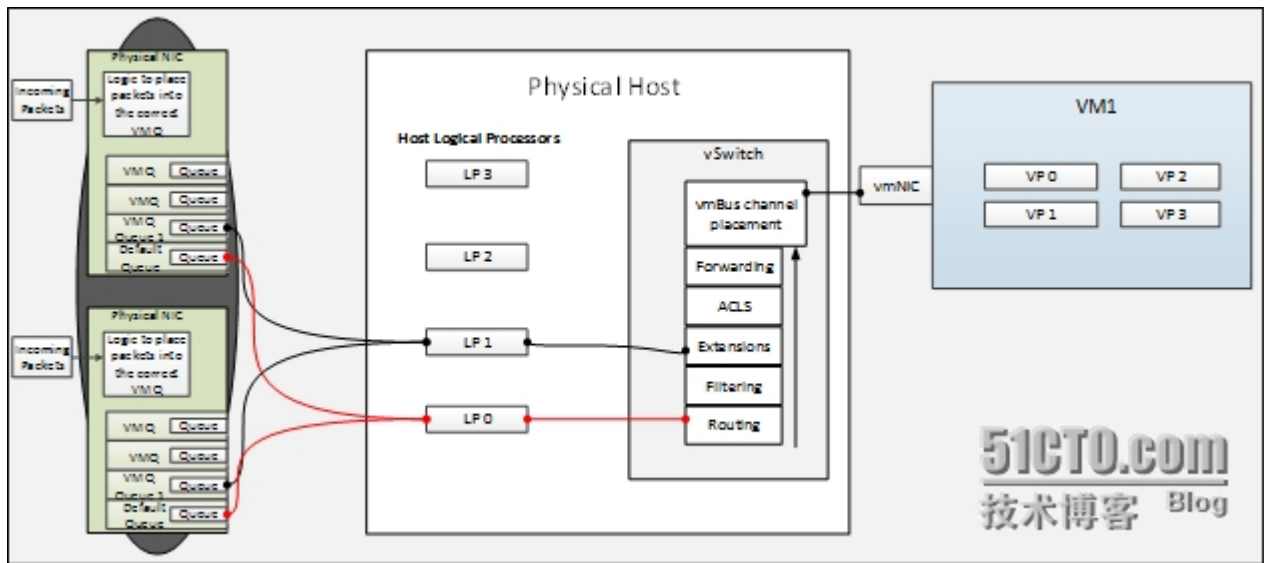 Physical NIC
Incoming
Packets
Logic to place
packets into
the correct
VMQ
VMQ Queue
VMQ Queue
VMQ
Queue 1
Queue
Default
Queue
Queue
Physical NIC
Incoming
Packets
Logic to place
packets into
the correct
VMQ
VMQ Queue
VMQ Queue
VMQ
Queue 1
Queue
Default
Queue
Queue
Physical Host
Host Logical Processors
LP 3
LP 2
LP 1
LP 0
vSwitch
vmBus channel
placement
Forwarding
ACLS
Extensions
Filtering
Routing
vmNIC
VM1
VP 0
VP 2
VP 1
VP 3
51CTO.com
技术博客 Blog